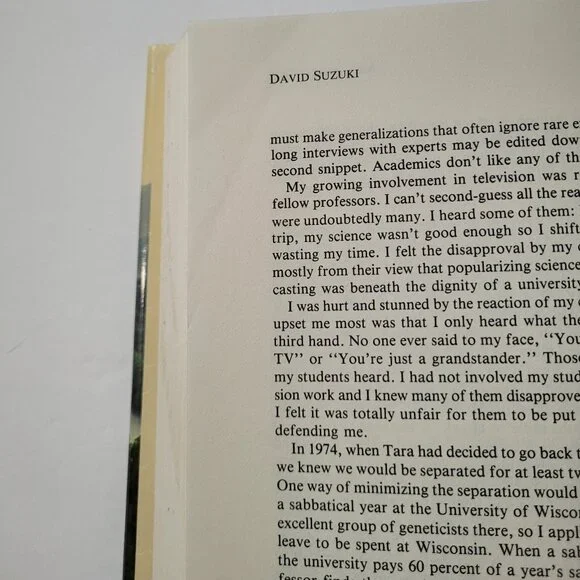 DAVID SUZUKI
must make generalizations that often ignore rare
long interviews with experts may be edited
second snippet. Academics don't like any of
My growing involvement in television was
fellow professors. I can't second-guess all the
were undoubtedly many. I heard some of them:
trip, my science wasn't good enough so I
wasting my time. I felt the disapproval by my
mostly from their view that popularizing science
casting was beneath the dignity of a university
I was hurt and stunned by the reaction of my
upset me most was that I only heard what
third hand. No one ever said to my face, "You
TV" or "You're just a grandstander." Those
my students heard. I had not involved my
sion work and I knew many of them
I felt it was totally unfair for them to be put
defending me.
In 1974, when Tara had decided to go back
we knew we would be separated for at least
One way of minimizing the separation would
a sabbatical year at the University of
excellent group of geneticists there, so I
leave to be spent at Wisconsin. When a
the university pays 60 percent of a year's